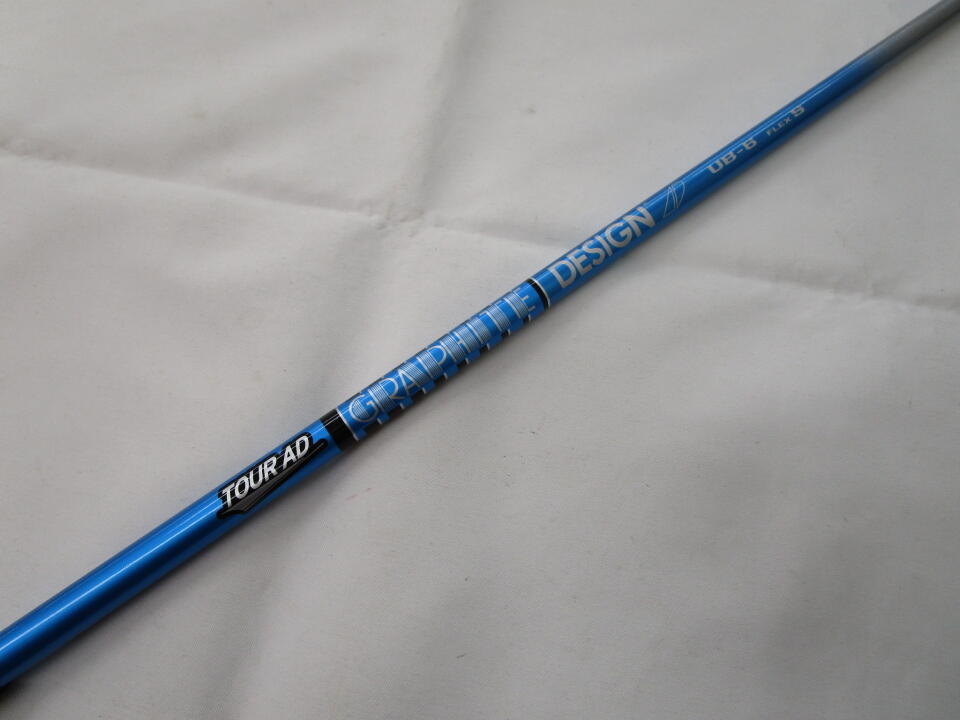 TOUR AD
GRAPHITE DESIGN
UB-6 FLEX S